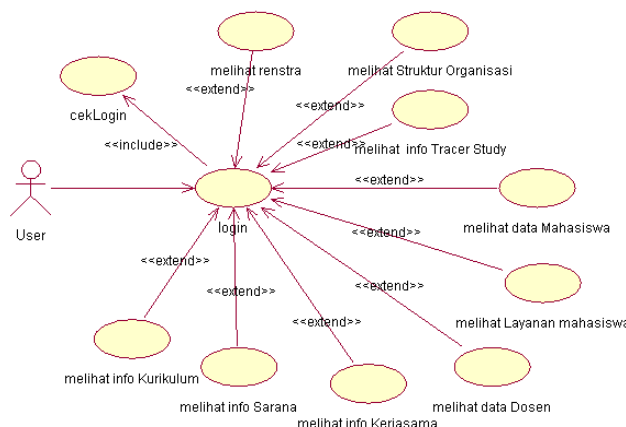 melihat renstra
melihat Struktur Organisasi
<<extend>>
<<extend>>
cekLogin
<<extend>>
melihat info Tracer Study
<<include>>
<<extend>>
User
login
melihat data Mahasiswa
<<extend>>
<<extend>>
<<extend>>
<<extend>>
<<extend>>
melihat Layanan mahasiswa
melihat info Kurikulum
melihat info Sarana
melihat data Dosen
melihat info Kerjasama